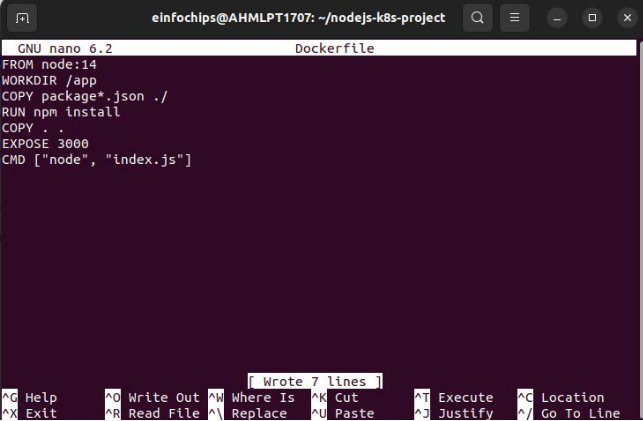 einfochips@AHMLPT1707: ~/nodejs-k8s-project
GNU nano 6.2 Dockerfile
FROM node:14
WORKDIR /app
COPY package*.json ./
RUN npm install
COPY . .
EXPOSE 3000
CMD ["node", "index.js"]
[ Wrote 7 lines ]
^G Help ^O Write Out ^W Where Is ^K Cut ^T Execute ^C Location
^X Exit ^R Read File ^\ Replace ^U Paste ^J Justify ^/ Go To Line